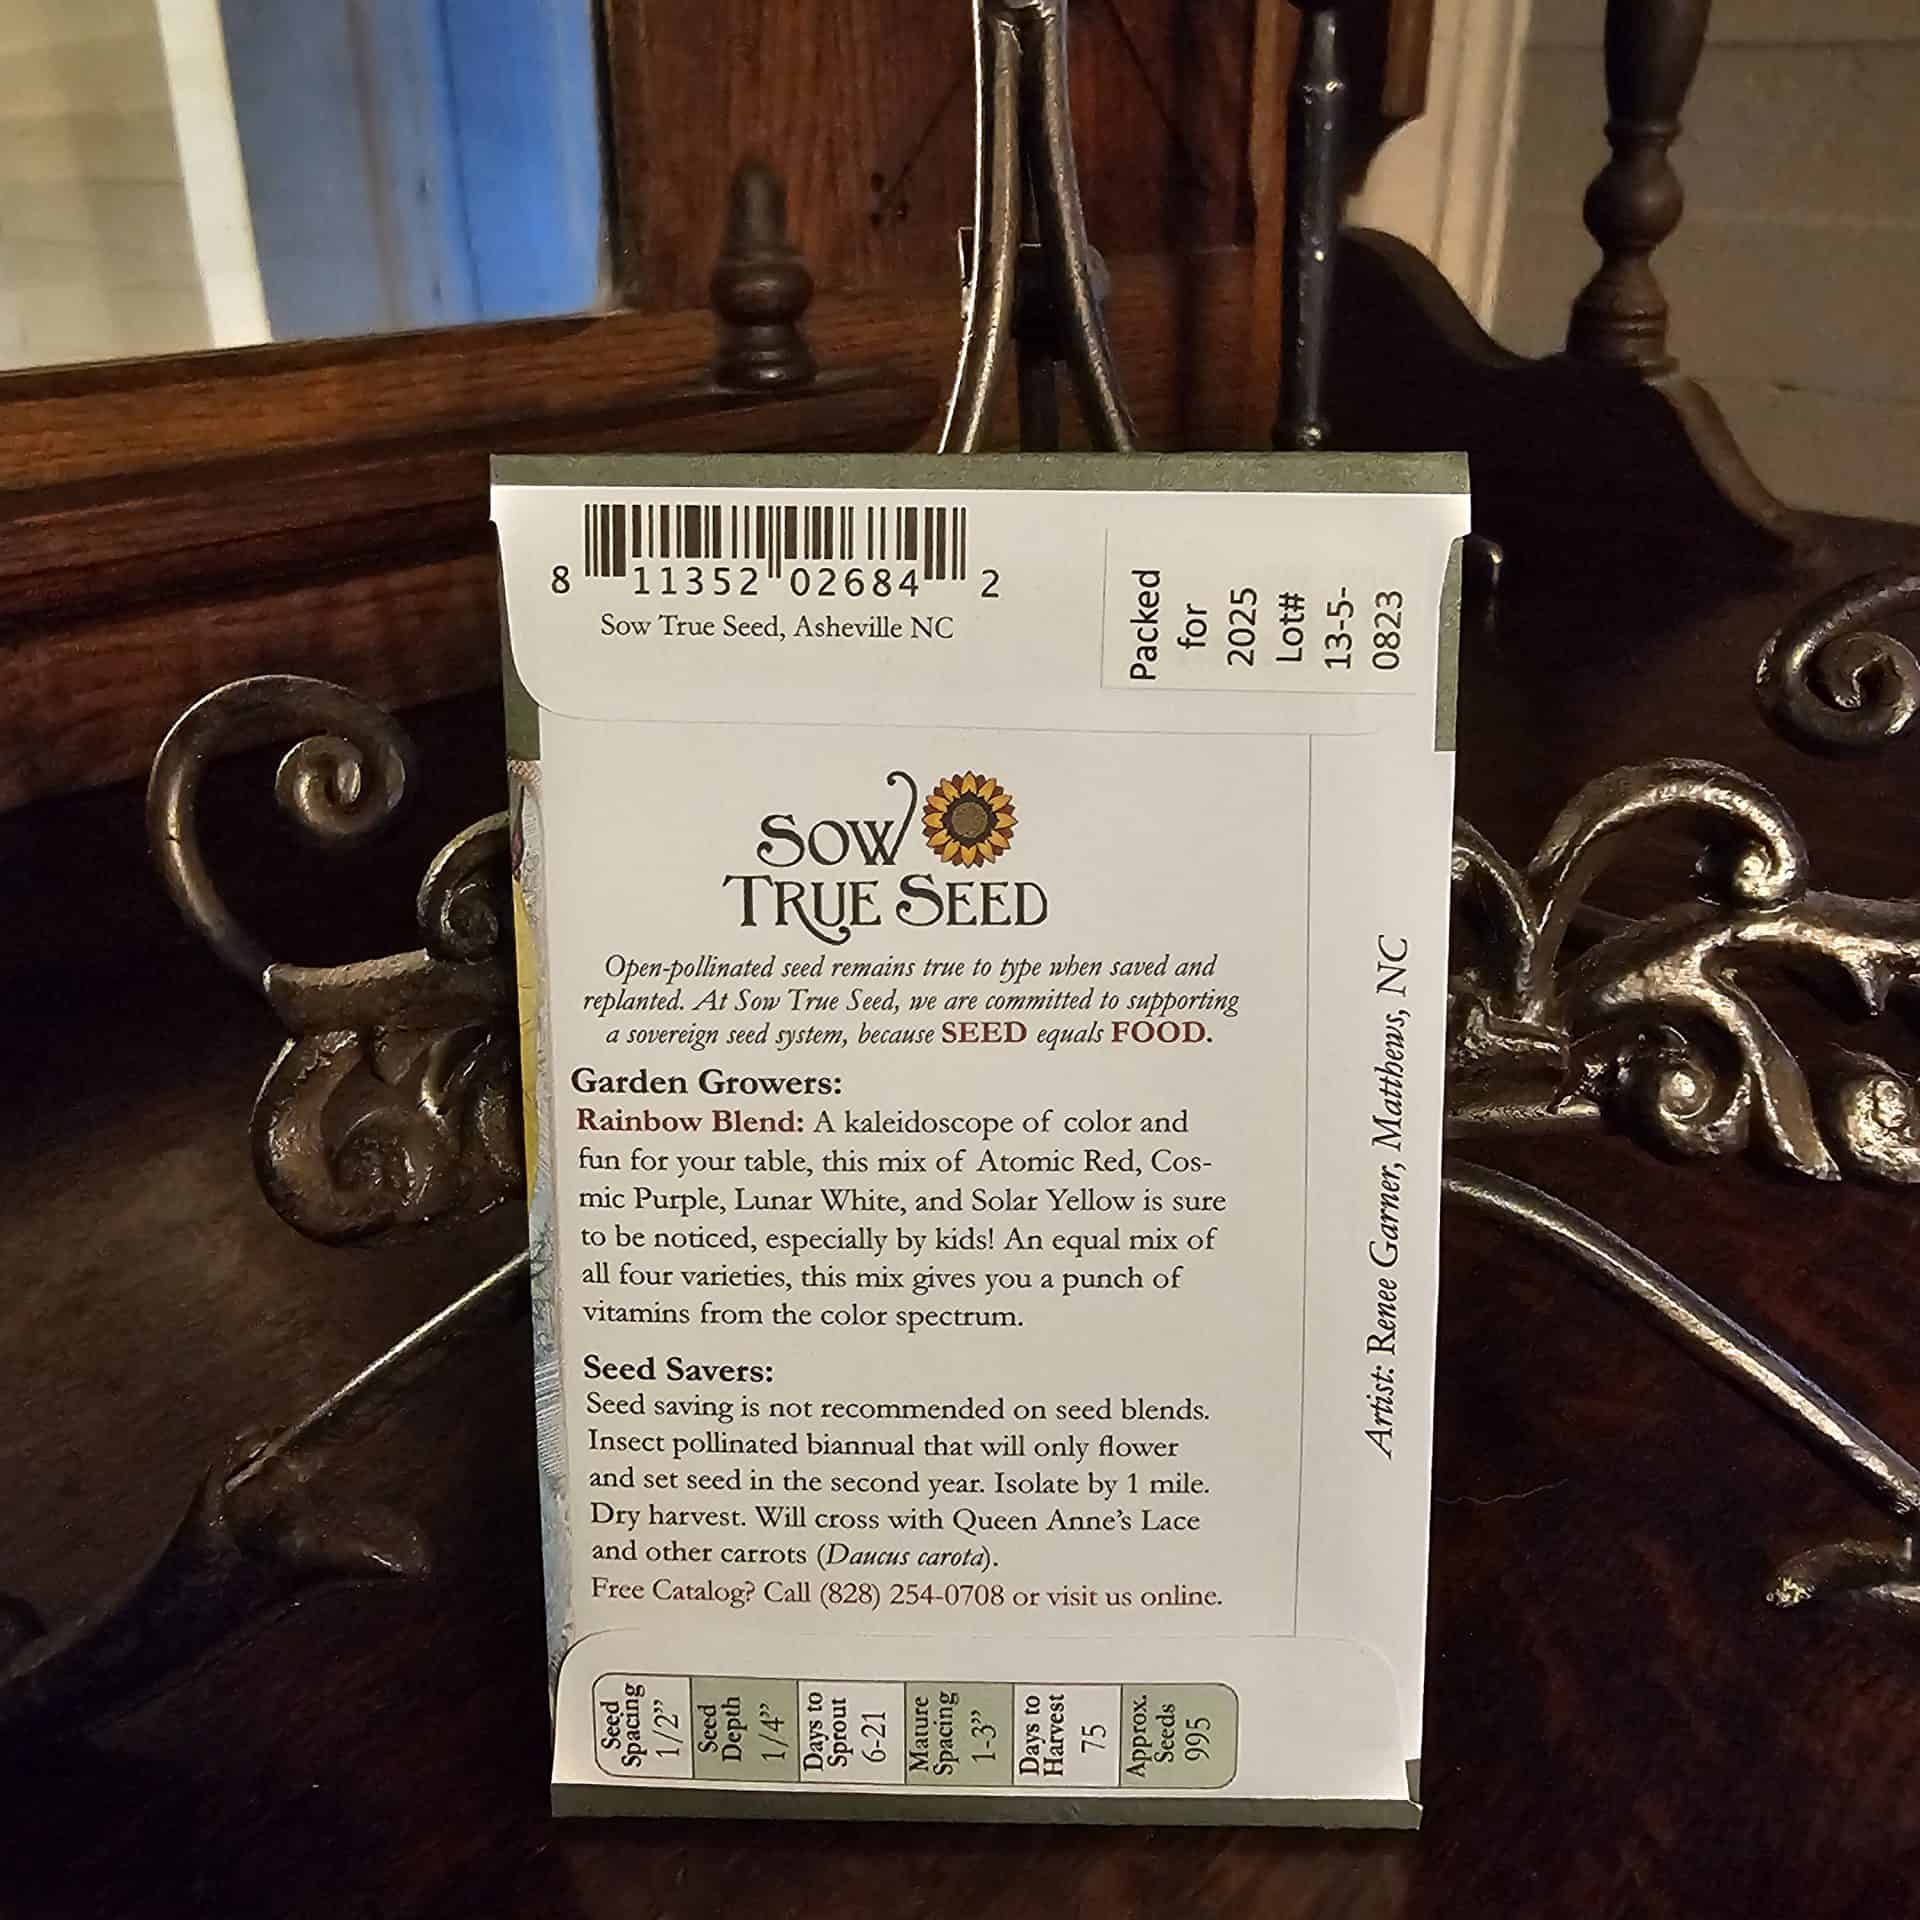 8 11352 02684 2
Sow True Seed, Asheville NC
Packed
for
2025
Lot#
13-5-
0823
SOW
TRUE SEED
Open-pollinated seed remains true to type when saved and
replanted. At Sow True Seed, we are committed to supporting
a sovereign seed system, because SEED equals FOOD.
Garden Growers:
Rainbow Blend: A kaleidoscope of color and
fun for your table, this mix of Atomic Red, Cos-
mic Purple, Lunar White, and Solar Yellow is sure
to be noticed, especially by kids! An equal mix of
all four varieties, this mix gives you a punch of
vitamins from the color spectrum.
Seed Savers:
Seed saving is not recommended on seed blends.
Insect pollinated biannual that will only flower
and set seed in the second year. Isolate by 1 mile.
Dry harvest. Will cross with Queen Anne's Lace
and other carrots (Daucus carota).
Free Catalog? Call (828) 254-0708 or visit us online.
Artist: Renee Garner, Matthews, NC
Seed
Spacing
1/2"
Seed
Depth
1/4"
Days to
Sprout
6-21
Mature
Spacing
1-3"
Days to
Harvest
75
Approx.
Seeds
995